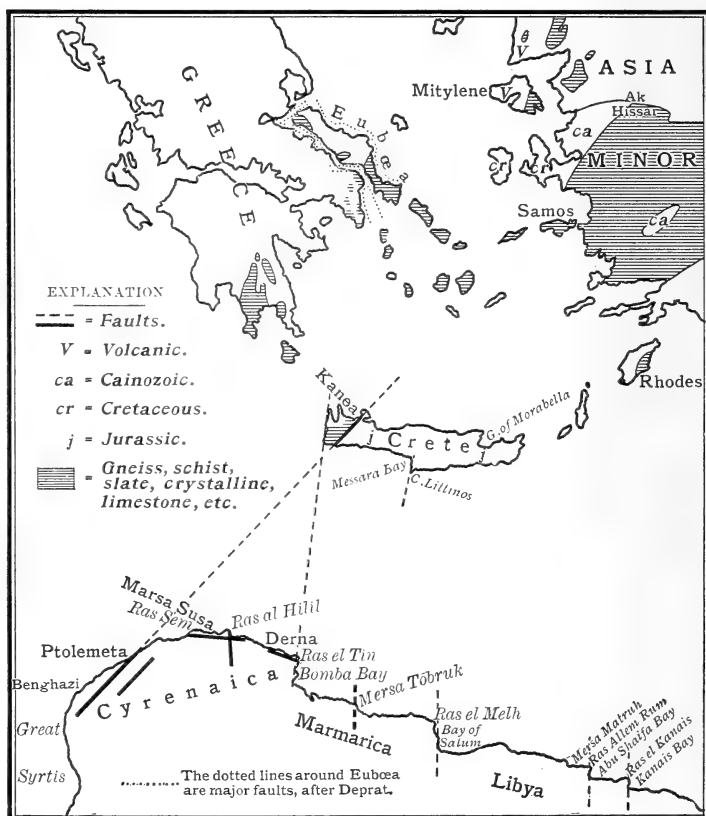 GREECE
Eubœa
θ
V
ASIA
Mitylene
V
Ak
Hissar
ca
MINOR
cr
cr
Samos
ca
Rhodes
EXPLANATION
= Faults.
V = Volcanic.
ca = Cainozoic.
cr = Cretaceous.
j = Jurassic.
= Gneiss, schist,
slate, crystalline,
limestone, etc.
Kanea
j
Crete
j
G. of Morabella
Messara Bay
C. Littinos
Marsa Susa
Ras Sem
Ras al Hilil
Ptolemeta
Derna
Ras el Tin
Bomba Bay
Benghazi
Cyrenaica
Mersa Tōbruk
Great
Syrtis
Marmarica
Ras el Melh
Bay of
Salum
Mersa Matruh
Ras Allem Rum
Abu Shaifa Bay
Ras el Kanais
Kanais Bay
Libya
The dotted lines around Eubœa
are major faults, after Deprat.